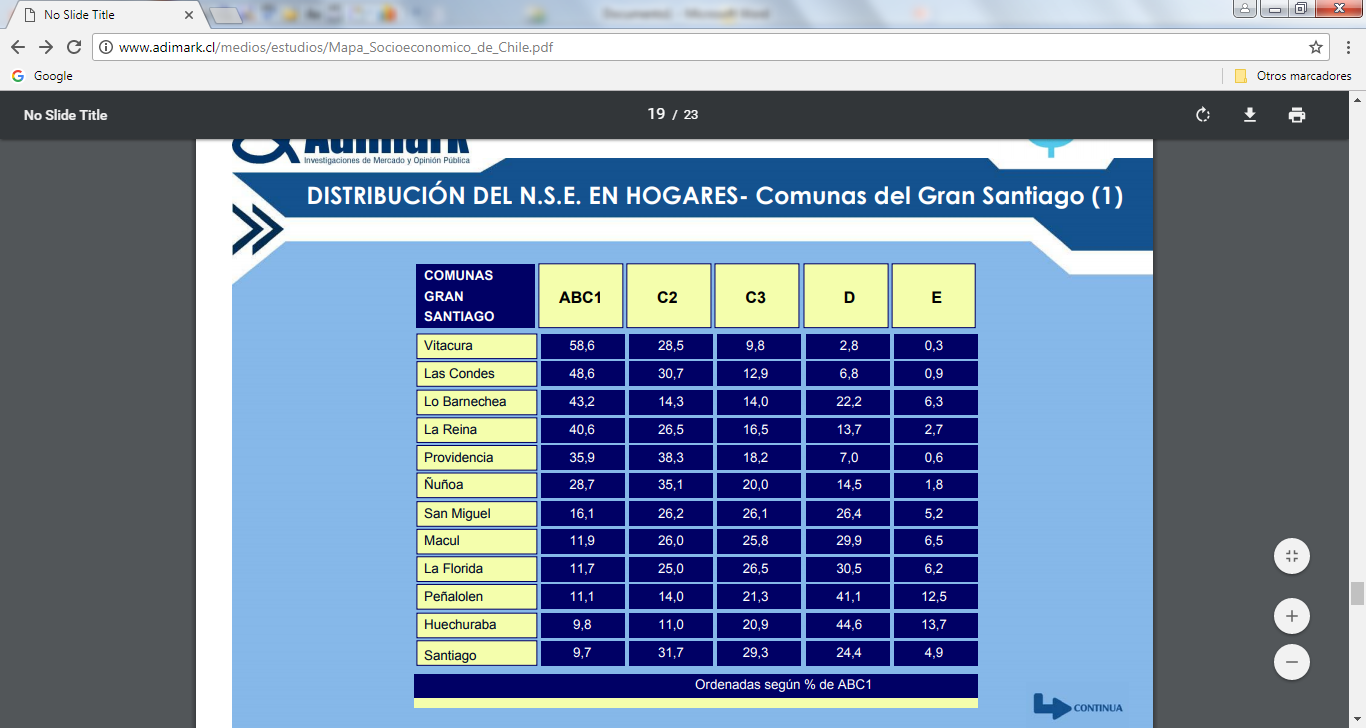 No Slide Title
www.adimark.cl/medios/estudios/Mapa_Socioeconomico_de_Chile.pdf
Google
Otros marcadores
No Slide Title
19 / 23
Adimark
Investigaciones de Mercado y Opinión Pública
DISTRIBUCIÓN DEL N.S.E. EN HOGARES- Comunas del Gran Santiago (1)
COMUNAS
GRAN
SANTIAGO
ABC1 C2 C3 D E
Vitacura 58,6 28,5 9,8 2,8 0,3
Las Condes 48,6 30,7 12,9 6,8 0,9
Lo Barnechea 43,2 14,3 14,0 22,2 6,3
La Reina 40,6 26,5 16,5 13,7 2,7
Providencia 35,9 38,3 18,2 7,0 0,6
Ñuñoa 28,7 35,1 20,0 14,5 1,8
San Miguel 16,1 26,2 26,1 26,4 5,2
Macul 11,9 26,0 25,8 29,9 6,5
La Florida 11,7 25,0 26,5 30,5 6,2
Peñalolen 11,1 14,0 21,3 41,1 12,5
Huechuraba 9,8 11,0 20,9 44,6 13,7
Santiago 9,7 31,7 29,3 24,4 4,9
Ordenadas según % de ABC1
CONTINUA